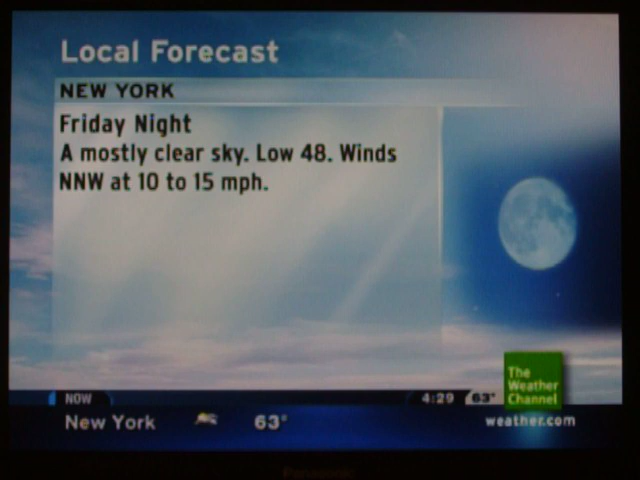 Local Forecast
NEW YORK
Friday Night
A mostly clear sky. Low 48. Winds
NNW at 10 to 15 mph.
The
Weather
Channel
NOW
4:29 63°
New York 63°
weather.com
Panasonic